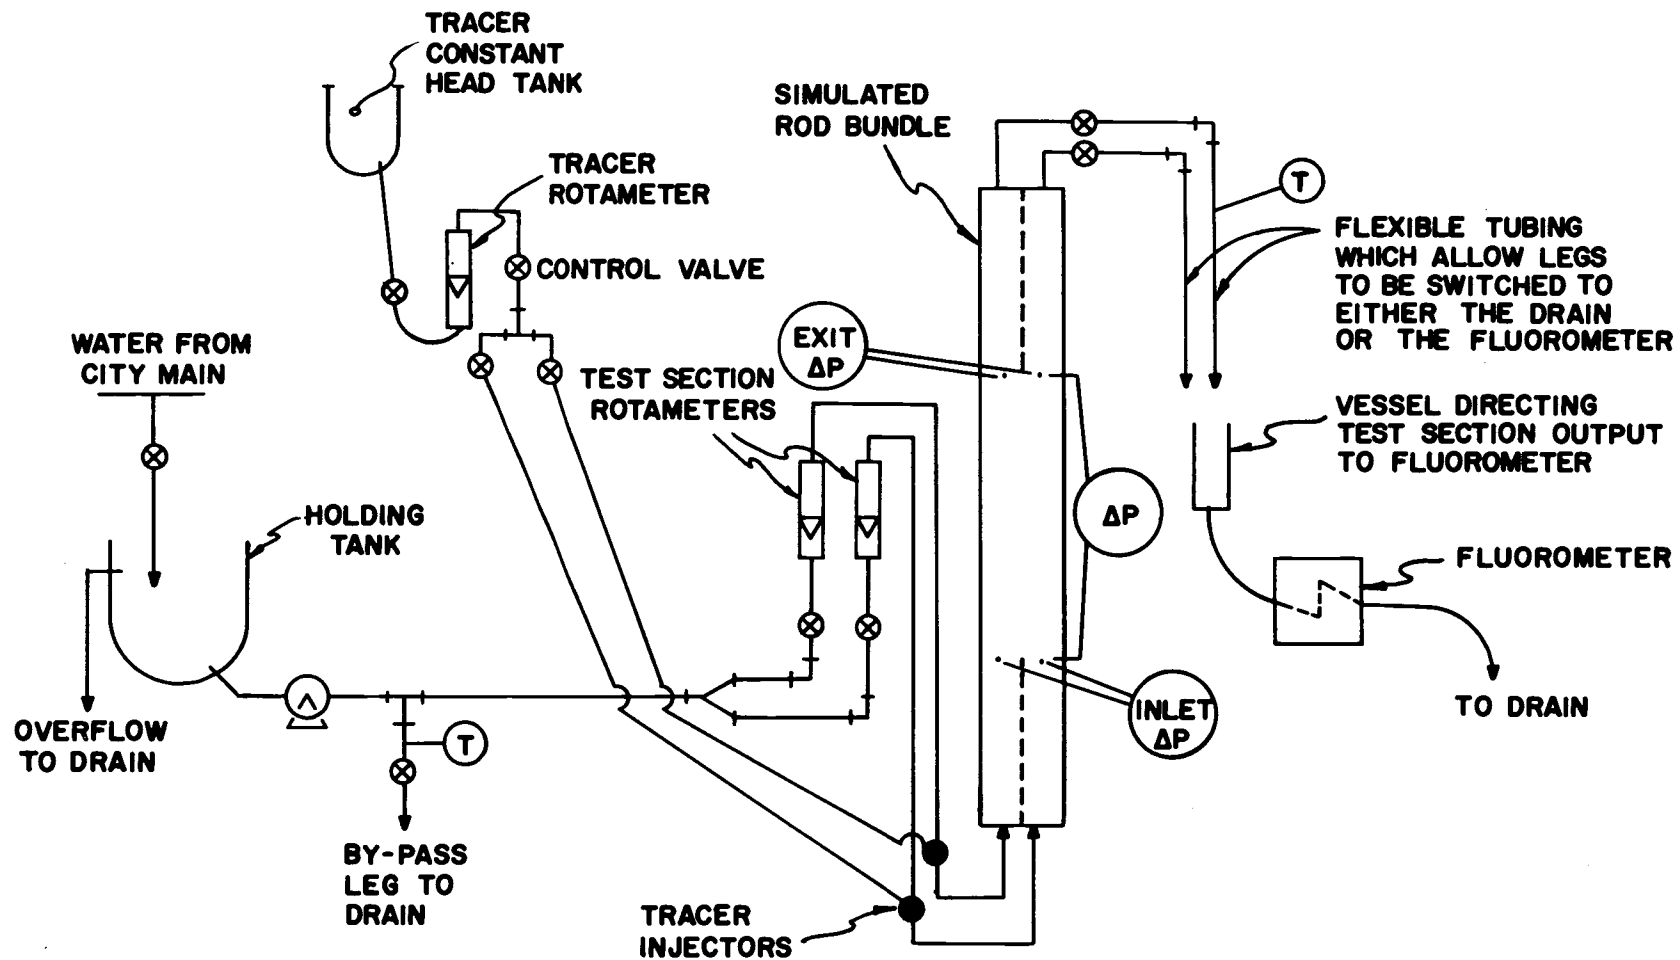 TRACER
CONSTANT
HEAD TANK
SIMULATED
ROD BUNDLE
TRACER
ROTAMETER
T
CONTROL VALVE
FLEXIBLE TUBING
WHICH ALLOW LEGS
TO BE SWITCHED TO
EITHER THE DRAIN
OR THE FLUOROMETER
WATER FROM
CITY MAIN
EXIT
ΔP
TEST SECTION
ROTAMETERS
VESSEL DIRECTING
TEST SECTION OUTPUT
TO FLUOROMETER
HOLDING
TANK
ΔP
FLUOROMETER
OVERFLOW
TO DRAIN
T
INLET
ΔP
TO DRAIN
BY-PASS
LEG TO
DRAIN
TRACER
INJECTORS